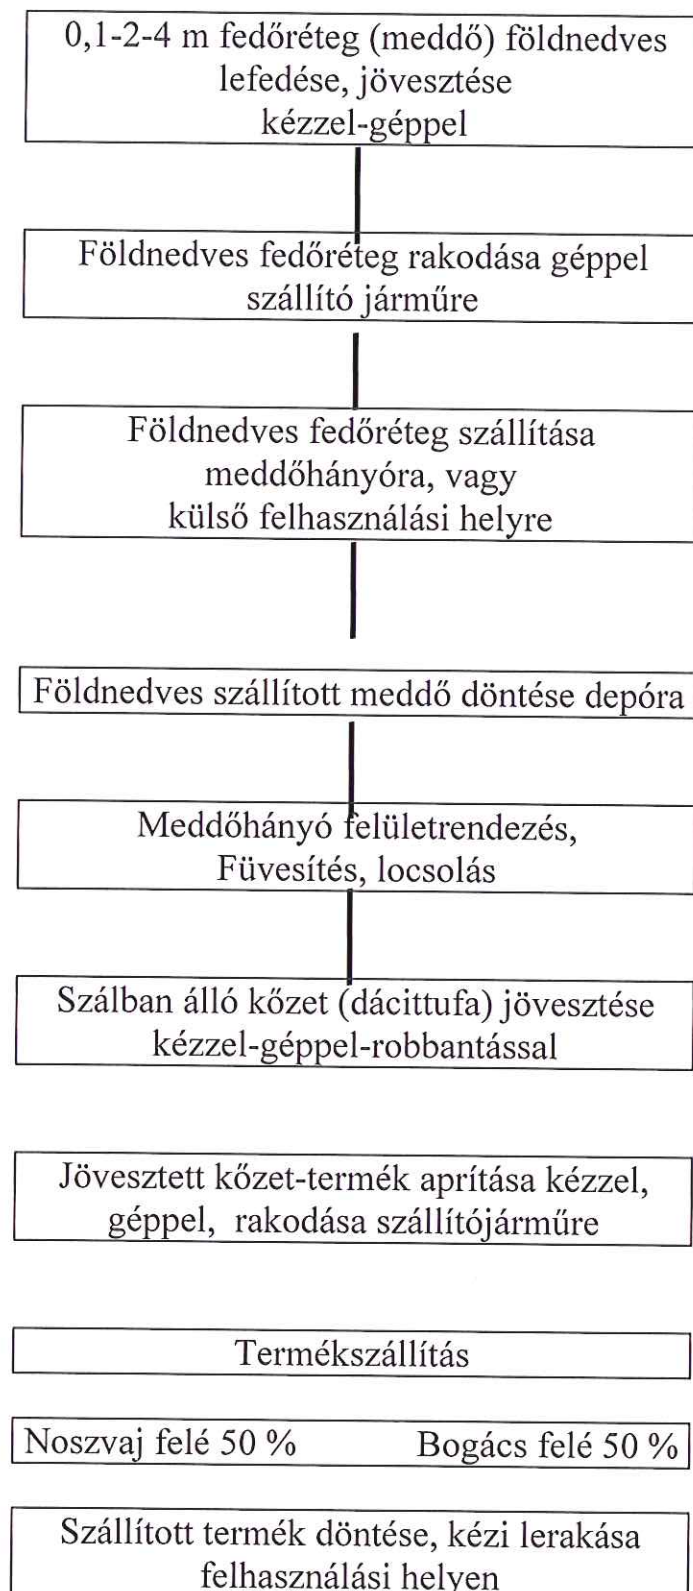 0,1-2-4 m fedőréteg (meddő) földnedves
lefedése, jövesztése
kézzel-géppel
Földnedves fedőréteg rakodása géppel
szállító járműre
Földnedves fedőréteg szállítása
meddőhányóra, vagy
külső felhasználási helyre
Földnedves szállított meddő döntése depóra
Meddőhányó felületrendezés,
Füvesítés, locsolás
Szálban álló kőzet (dácittufa) jövesztése
kézzel-géppel-robbantással
Jövesztett kőzet-termék aprítása kézzel,
géppel, rakodása szállítójárműre
Termékszállítás
Noszvaj felé 50 % Bogács felé 50 %
Szállított termék döntése, kézi lerakása
felhasználási helyen